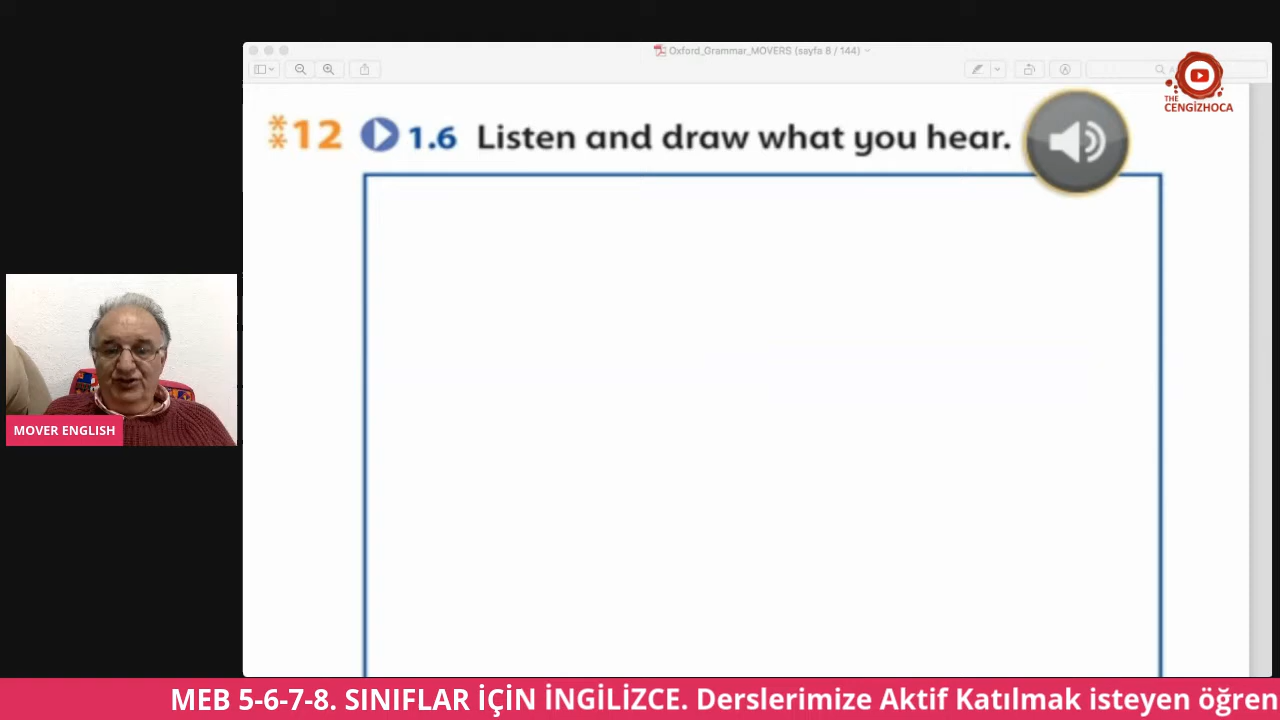 Oxford_Grammar_MOVERS (sayfa 8 / 144)
THE
CENGİZHOCA
12 1.6 Listen and draw what you hear.
MOVER ENGLISH
MEB 5-6-7-8. SINIFLAR İÇİN İNGİLİZCE. Derslerimize Aktif Katılmak isteyen öğren